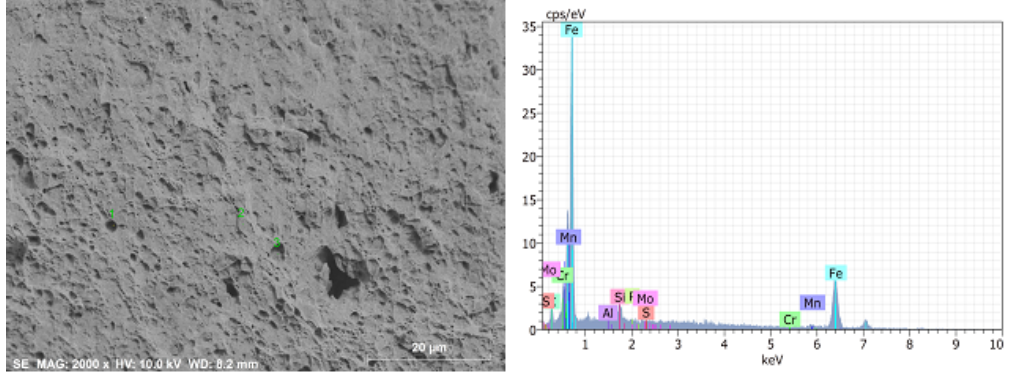 1
20 µm
SE MAG: 2000 x HV: 10.0 kV WD: 8.2 mm
cps/eV
35
30
25
20
15
10
5
0
Fe
Mn
Mo
Cr
S
Al
Si
Mo
S
Cr
Mn
Fe
1 2 3 4 5 6 7 8 9 10
keV